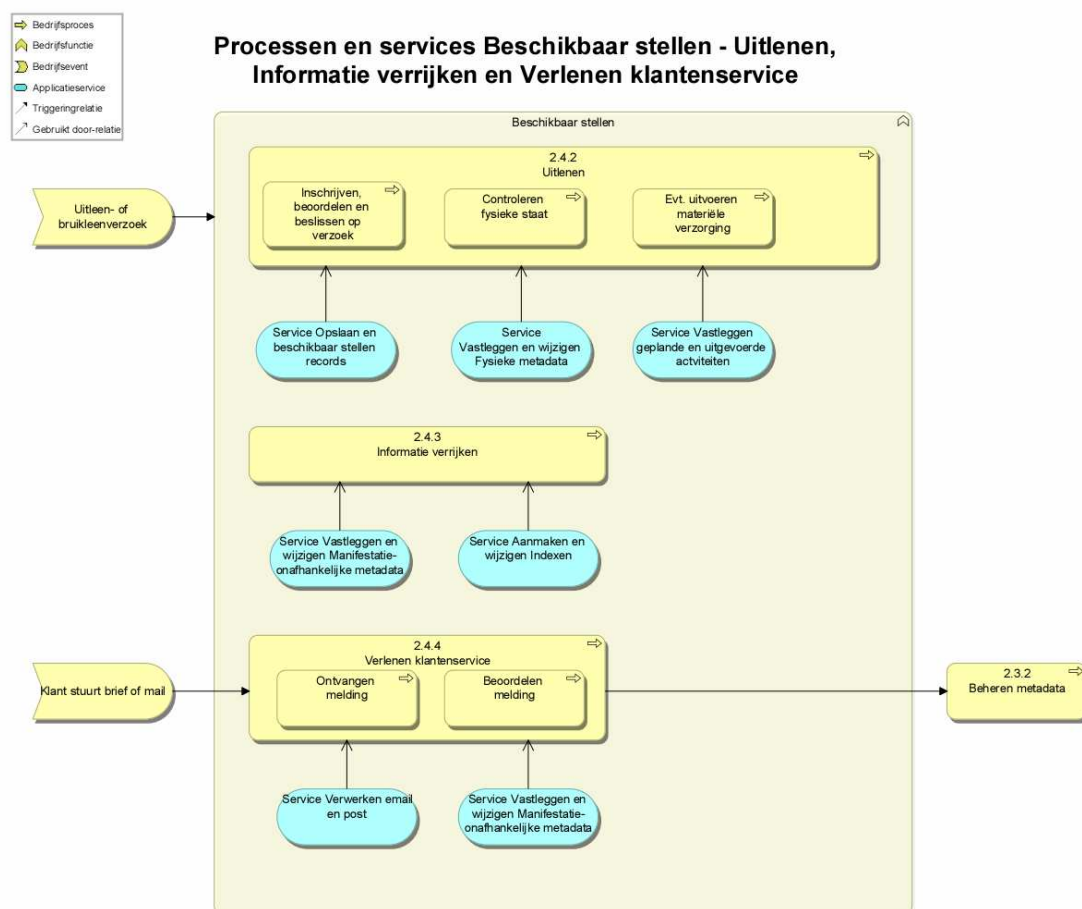 Bedrijfsproces
Bedrijfsfunctie
Bedrijfsevent
Applicatieservice
Triggeringrelatie
Gebruikt door-relatie
Processen en services Beschikbaar stellen - Uitlenen,
Informatie verrijken en Verlenen klantenservice
Beschikbaar stellen
2.4.2
Uitlenen
Uitleen- of
bruikleenverzoek
Inschrijven,
beoordelen en
beslissen op
verzoek
Controleren
fysieke staat
Evt. uitvoeren
materiële
verzorging
Service Opslaan en
beschikbaar stellen
records
Service
Vastleggen en wijzigen
Fysieke metadata
Service Vastleggen
geplande en uitgevoerde
actviteiten
2.4.3
Informatie verrijken
Service Vastleggen en
wijzigen Manifestatie-
onafhankelijke metadata
Service Aanmaken en
wijzigen Indexen
2.4.4
Verlenen klantenservice
Klant stuurt brief of mail
Ontvangen
melding
Beoordelen
melding
2.3.2
Beheren metadata
Service Verwerken email
en post
Service Vastleggen en
wijzigen Manifestatie-
onafhankelijke metadata